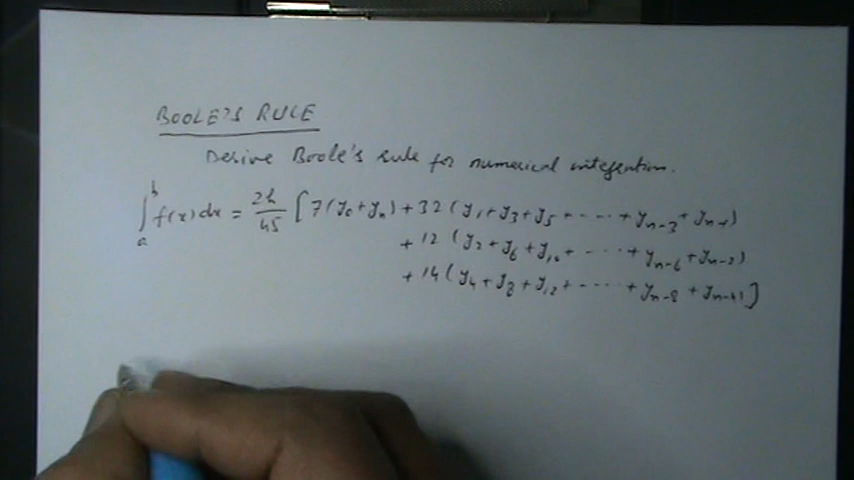 BOOLE'S RULE
Derive Boole's rule for numerical integration.
∫ₐᵇ f(x)dx = 2h/45 [7(y₀+yₙ)+32(y₁+y₃+y₅+....+yₙ₋₃+yₙ₋₁)
+12(y₂+y₆+y₁₀+....+yₙ₋₆+yₙ₋₂)
+14(y₄+y₈+y₁₂+....+yₙ₋₈+yₙ₋₄)]